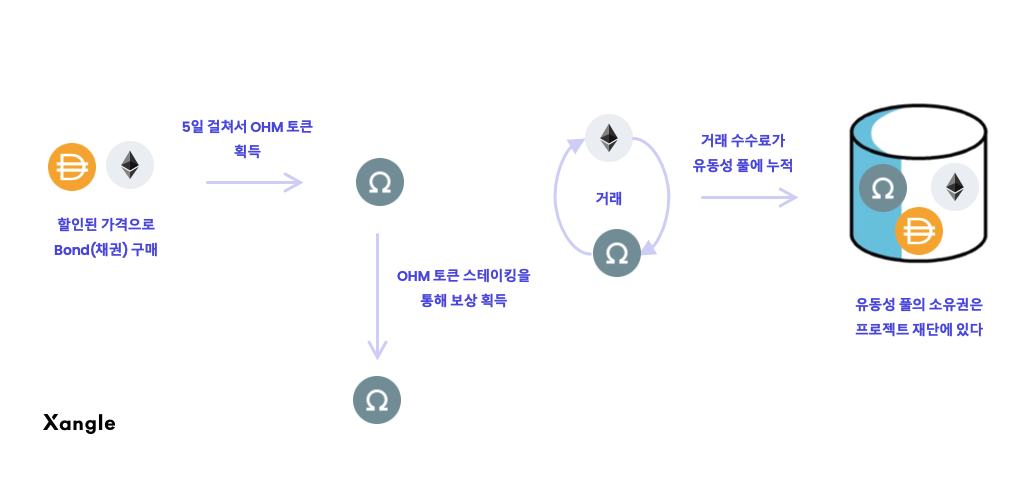 5일 걸쳐서 OHM 토큰
획득
할인된 가격으로
Bond(채권) 구매
OHM 토큰 스테이킹을
통해 보상 획득
거래
거래 수수료가
유동성 풀에 누적
유동성 풀의 소유권은
프로젝트 재단에 있다
Xangle